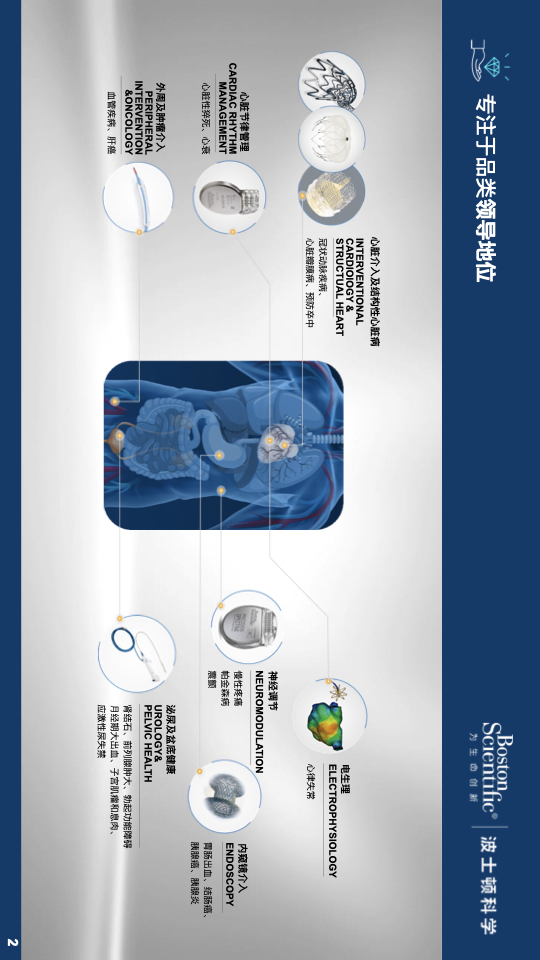 专注于品类领导地位
Boston
Scientific®
为生命创新
波士顿科学
心脏介入及结构性心脏病
INTERVENTIONAL
CARDIOIOGY &
STRUCTUAL HEART
冠状动脉疾病、
心脏瓣膜病、预防卒中
心脏节律管理
CARDIAC RHYTHM
MANAGEMENT
心脏性猝死、心衰
外周及肿瘤介入
PERIPHERAL
INTERVENTION
&ONCOLOGY
血管疾病、肝癌
电生理
ELECTROPHYSIOLOGY
心律失常
神经调节
NEUROMODULATION
慢性疼痛
帕金森病
震颤
内窥镜介入
ENDOSCOPY
胃肠出血、结肠癌、
胰腺癌、胰腺炎
泌尿及盆底健康
UROLOGY&
PELVIC HEALTH
肾结石、前列腺肿大、勃起功能障碍
月经期大出血、子宫肌瘤和息肉、
应激性尿失禁
2